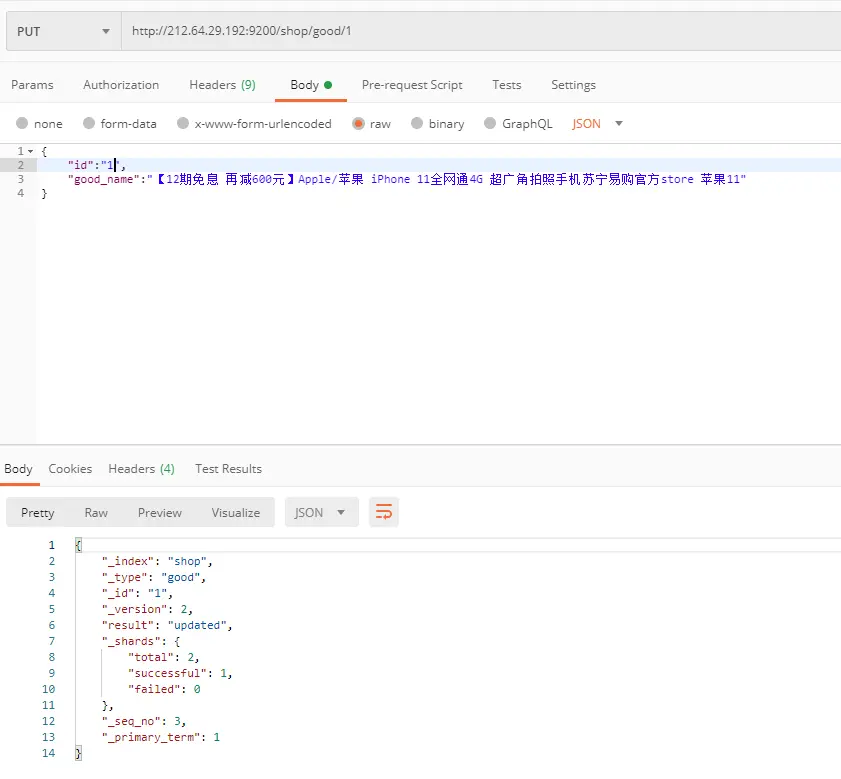 PUT http://212.64.29.192:9200/shop/good/1
Params Authorization Headers (9) Body Pre-request Script Tests Settings
none form-data x-www-form-urlencoded raw binary GraphQL JSON
1 {
2 "id":"1",
3 "good_name":"【12期免息 再减600元】Apple/苹果 iPhone 11全网通4G 超广角拍照手机苏宁易购官方store 苹果11"
4 }
Body Cookies Headers (4) Test Results
Pretty Raw Preview Visualize JSON
1 {
2 "_index": "shop",
3 "_type": "good",
4 "_id": "1",
5 "_version": 2,
6 "result": "updated",
7 "_shards": {
8 "total": 2,
9 "successful": 1,
10 "failed": 0
11 },
12 "_seq_no": 3,
13 "_primary_term": 1
14 }